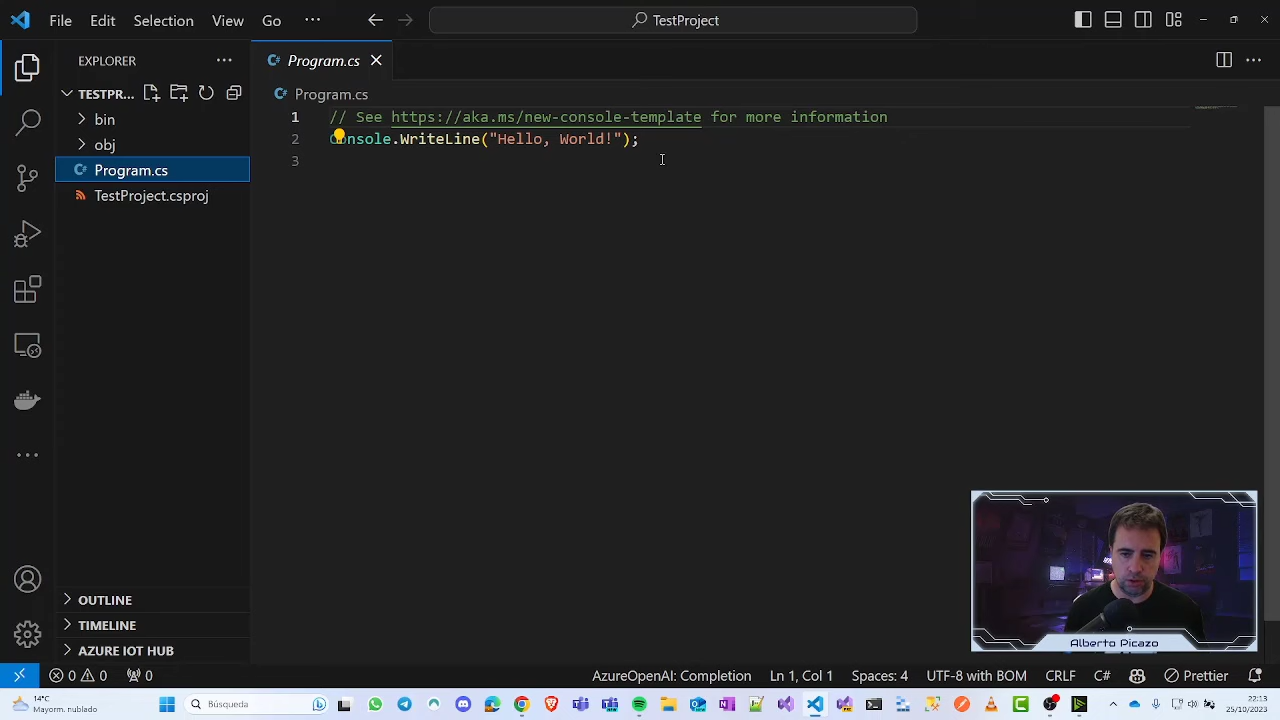 File Edit Selection View Go ··· TestProject
EXPLORER ···
Program.cs
TESTPR...
Program.cs
bin
obj
Program.cs
TestProject.csproj
1 // See https://aka.ms/new-console-template for more information
2 Console.WriteLine("Hello, World!");
3
OUTLINE
TIMELINE
AZURE IOT HUB
Alberto Picazo
0 0 0 AzureOpenAI: Completion Ln 1, Col 1 Spaces: 4 UTF-8 with BOM CRLF C# Prettier
14°C
Mayorm. nublado
Búsqueda
22:13
25/10/2023